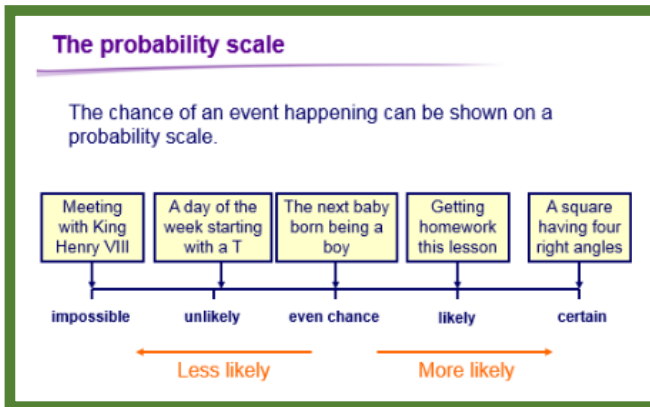 The probability scale
The chance of an event happening can be shown on a
probability scale.
Meeting
with King
Henry VIII
A day of the
week starting
with a T
The next baby
born being a
boy
Getting
homework
this lesson
A square
having four
right angles
impossible
unlikely
even chance
likely
certain
Less likely
More likely